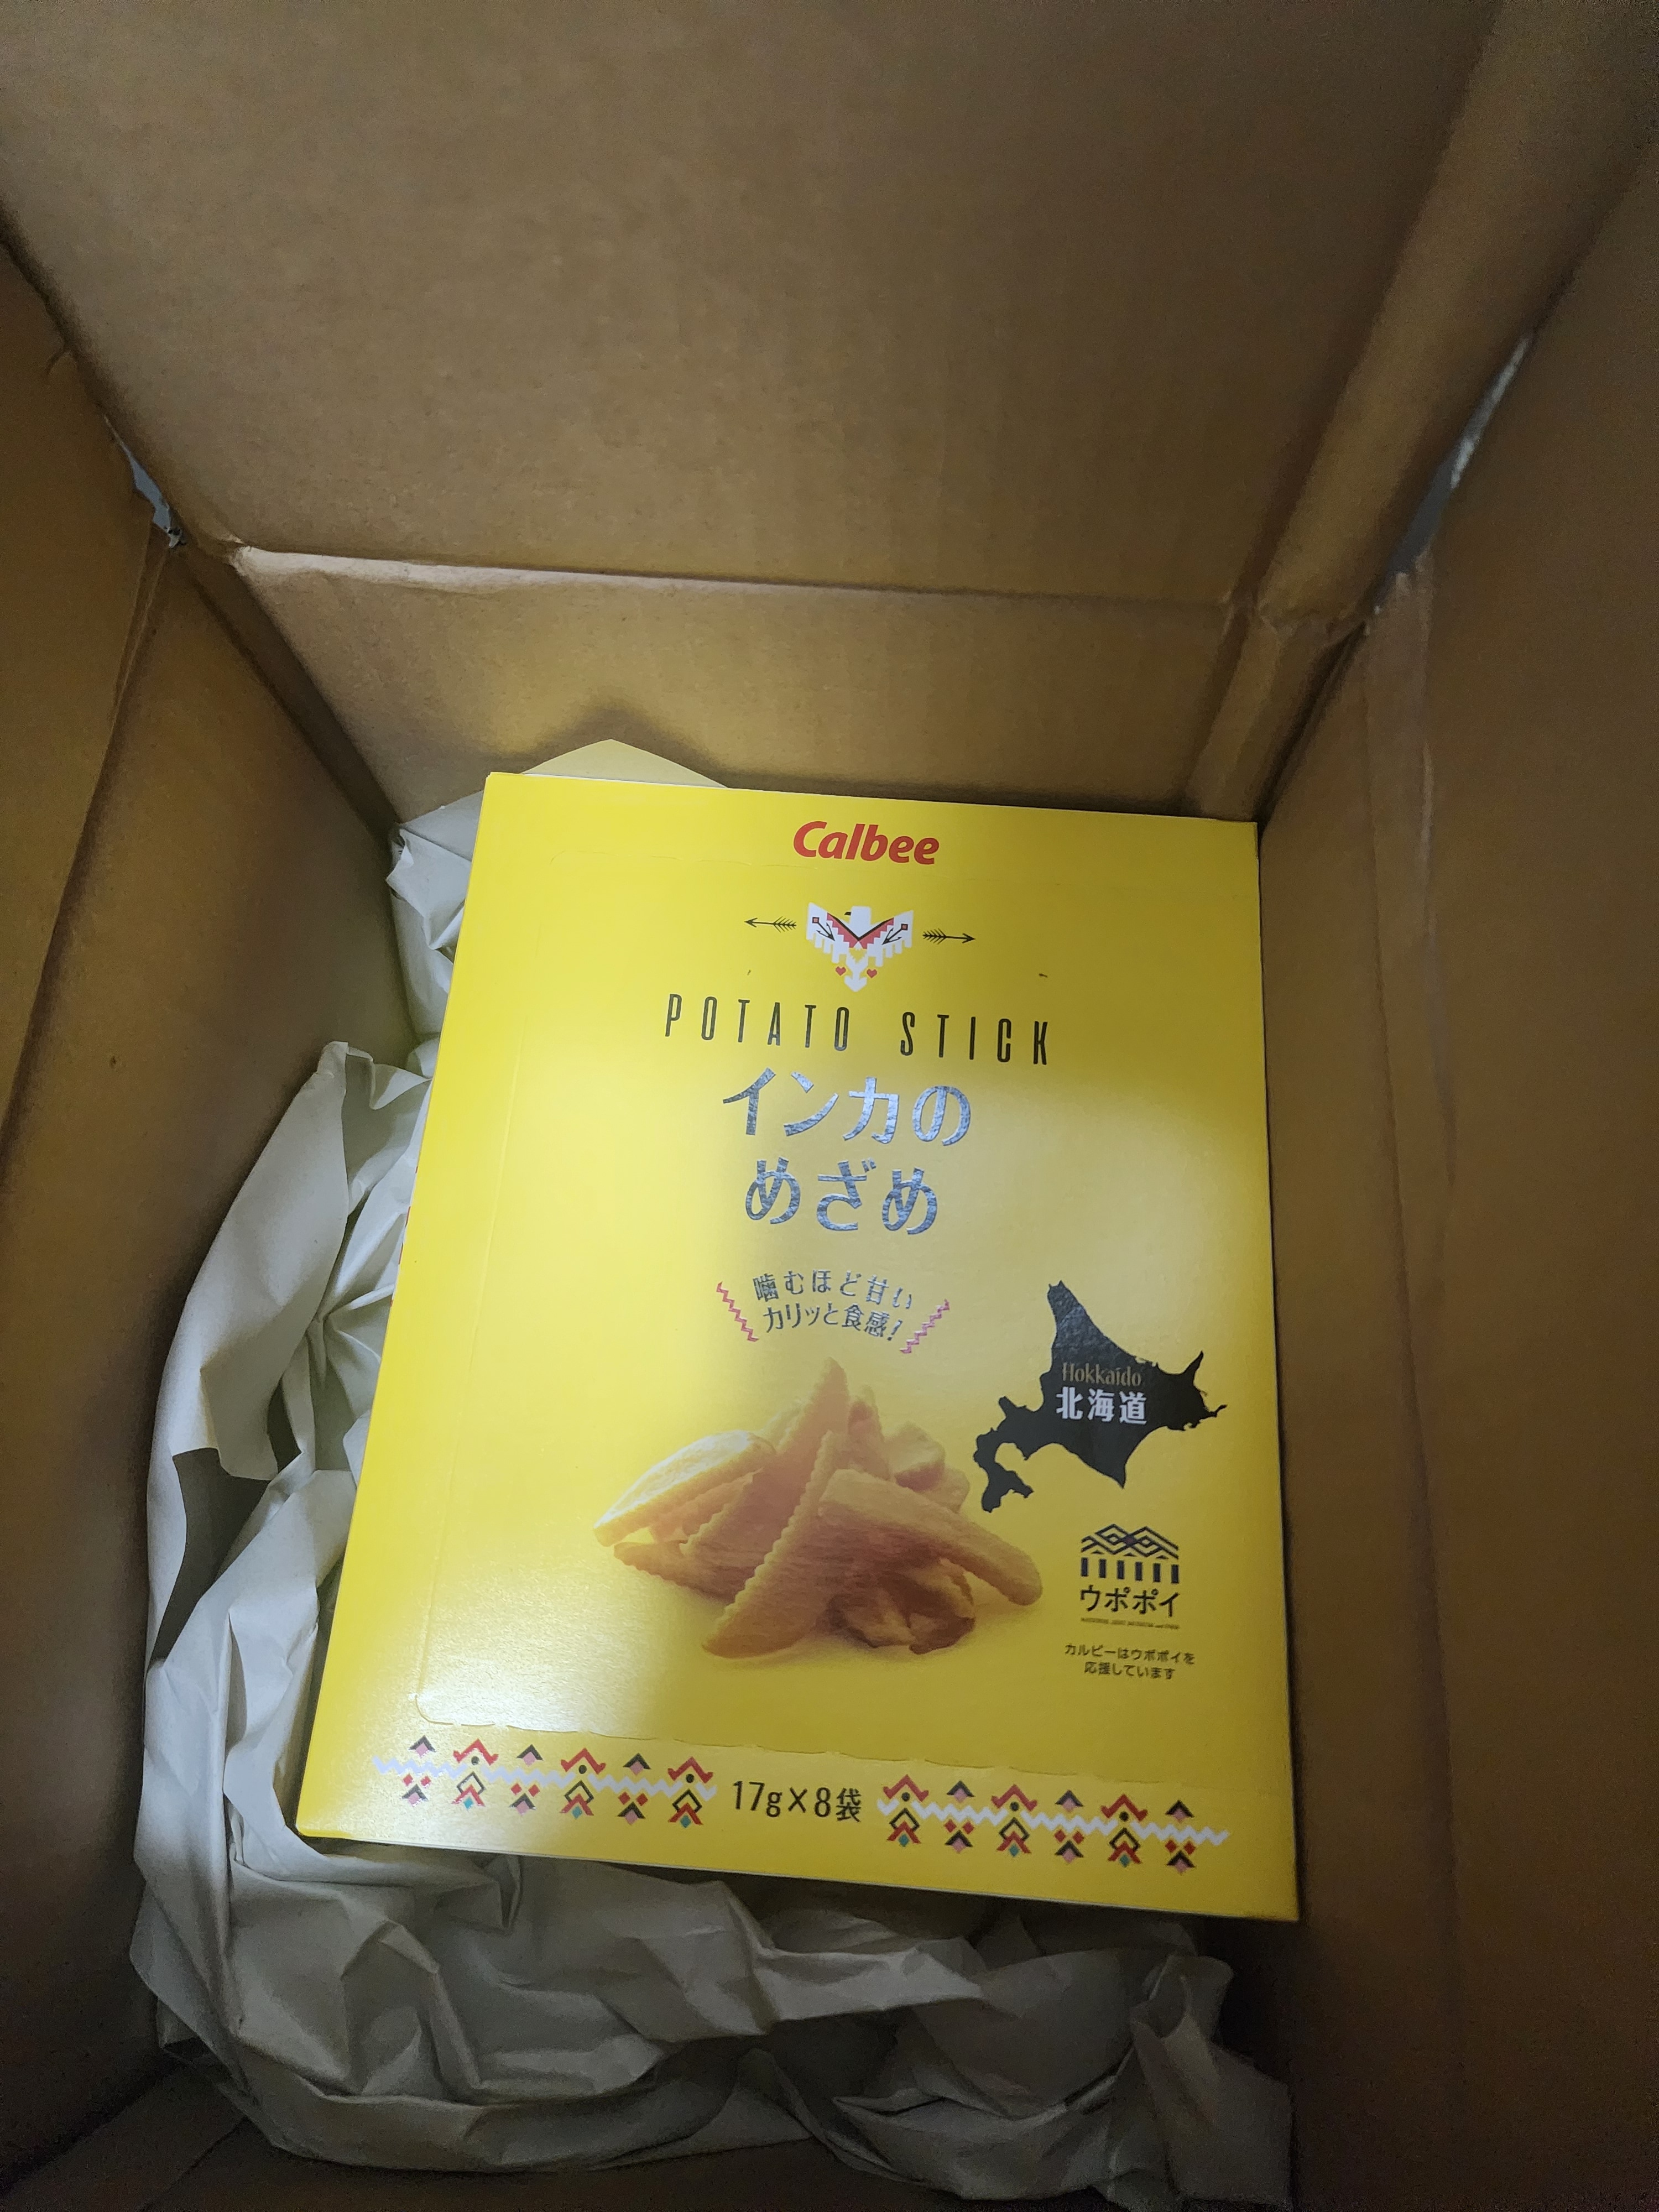 Calbee
POTATO STICK
インカの
めざめ
噛むほど甘い
カリッと食感!
Hokkaido
北海道
ウポポイ
カルビーはウポポイを
応援しています
17g×8袋